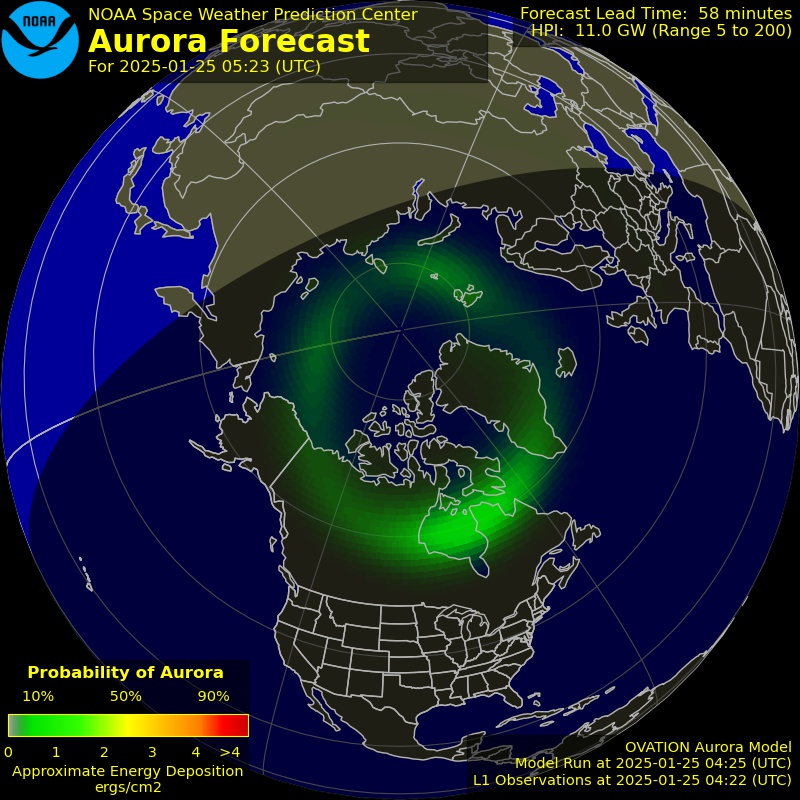 NOAA
NOAA Space Weather Prediction Center
Aurora Forecast
For 2025-01-25 05:23 (UTC)
Forecast Lead Time: 58 minutes
HPI: 11.0 GW (Range 5 to 200)
Probability of Aurora
10% 50% 90%
0 1 2 3 4 >4
Approximate Energy Deposition
ergs/cm2
OVATION Aurora Model
Model Run at 2025-01-25 04:25 (UTC)
L1 Observations at 2025-01-25 04:22 (UTC)